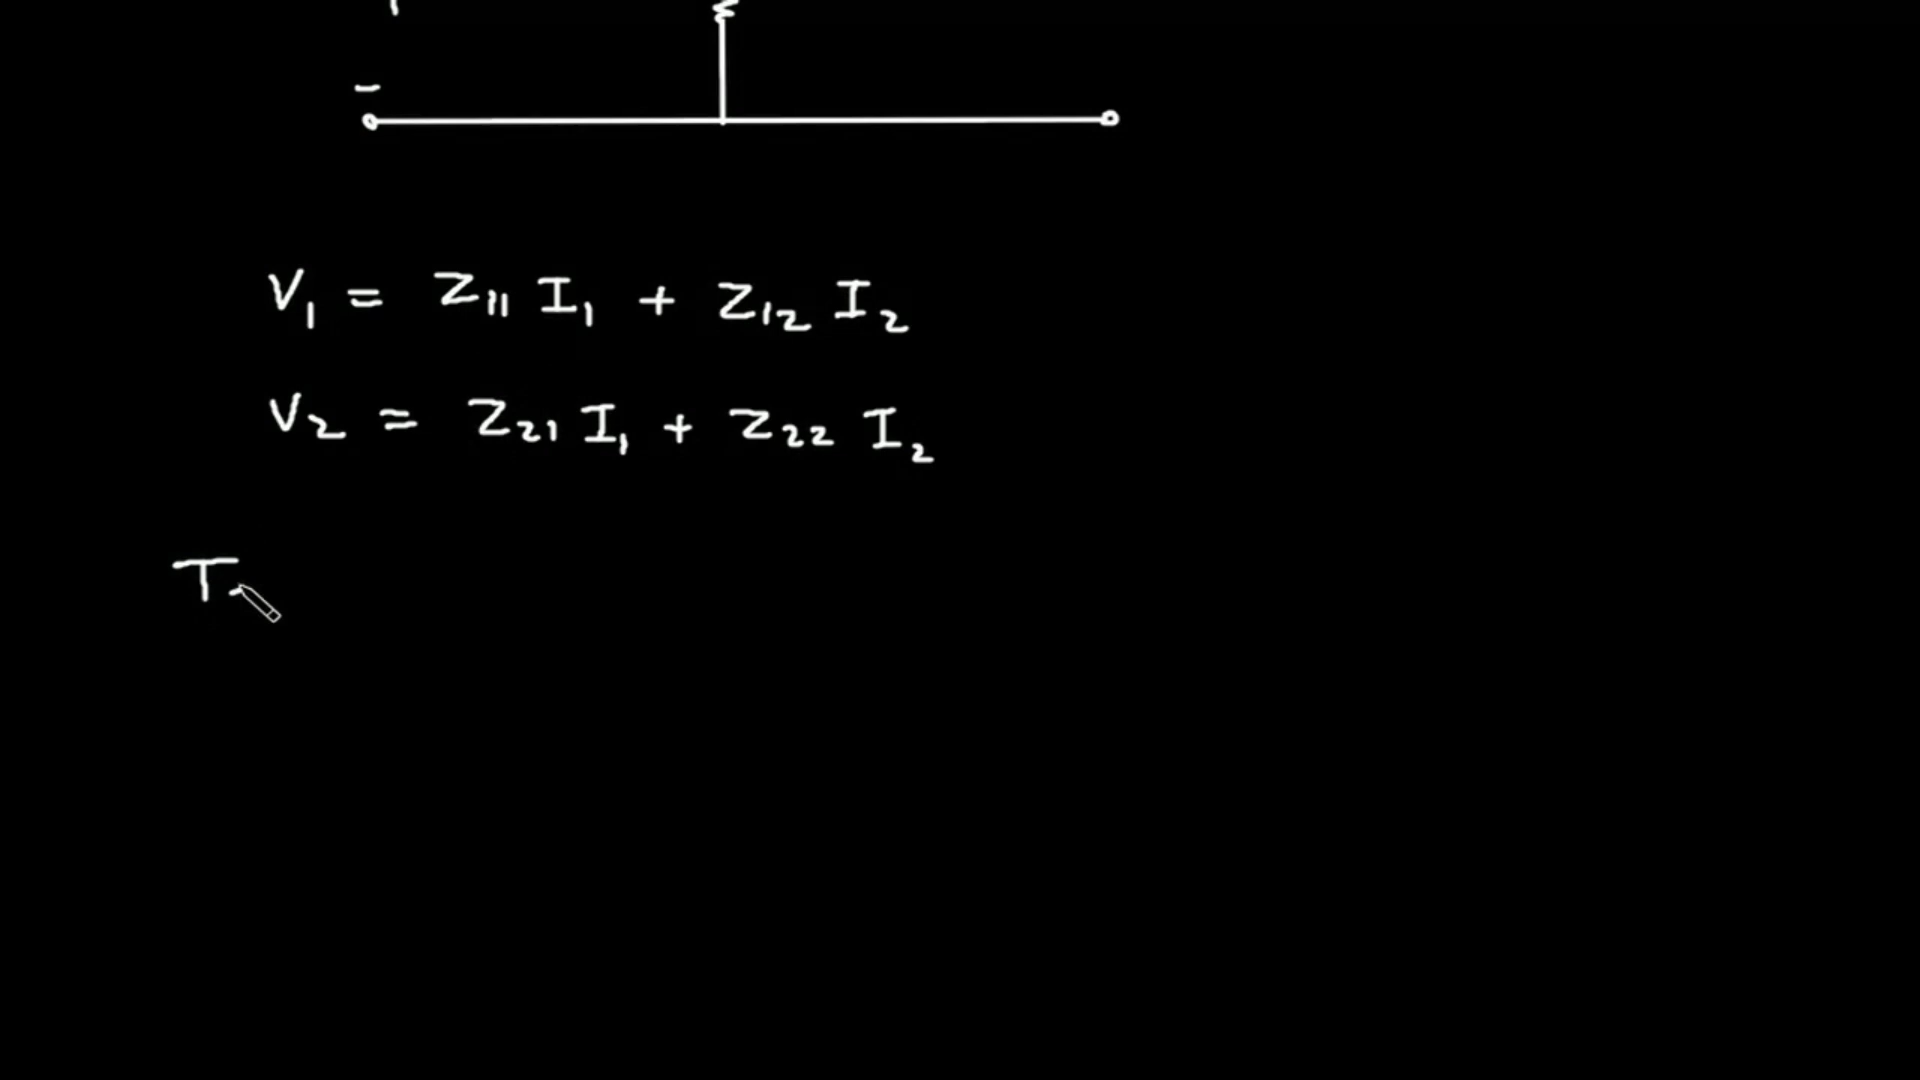 V₁ = Z₁₁ I₁ + Z₁₂ I₂
V₂ = Z₂₁ I₁ + Z₂₂ I₂
T